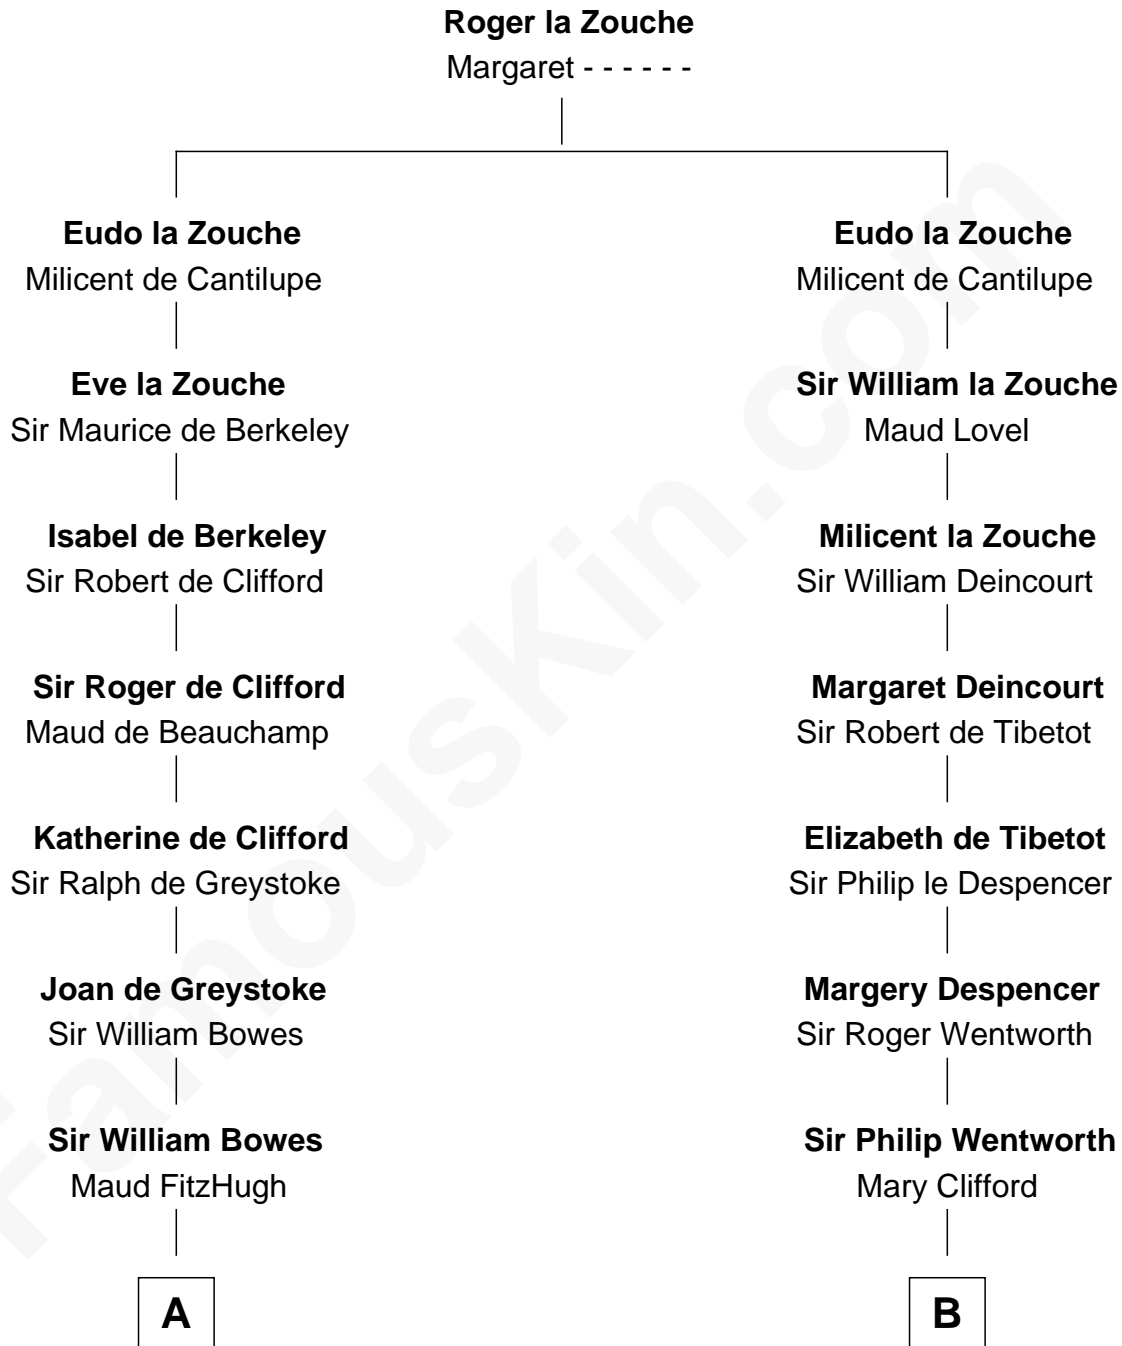 Roger la Zouche
Margaret - - - - - -
Eudo la Zouche
Milicent de Cantilupe
Eve la Zouche
Sir Maurice de Berkeley
Isabel de Berkeley
Sir Robert de Clifford
Sir Roger de Clifford
Maud de Beauchamp
Katherine de Clifford
Sir Ralph de Greystoke
Joan de Greystoke
Sir William Bowes
Sir William Bowes
Maud FitzHugh
A
Eudo la Zouche
Milicent de Cantilupe
Sir William la Zouche
Maud Lovel
Milicent la Zouche
Sir William Deincourt
Margaret Deincourt
Sir Robert de Tibetot
Elizabeth de Tibetot
Sir Philip le Despencer
Margery Despencer
Sir Roger Wentworth
Sir Philip Wentworth
Mary Clifford
B
FamousKin.com